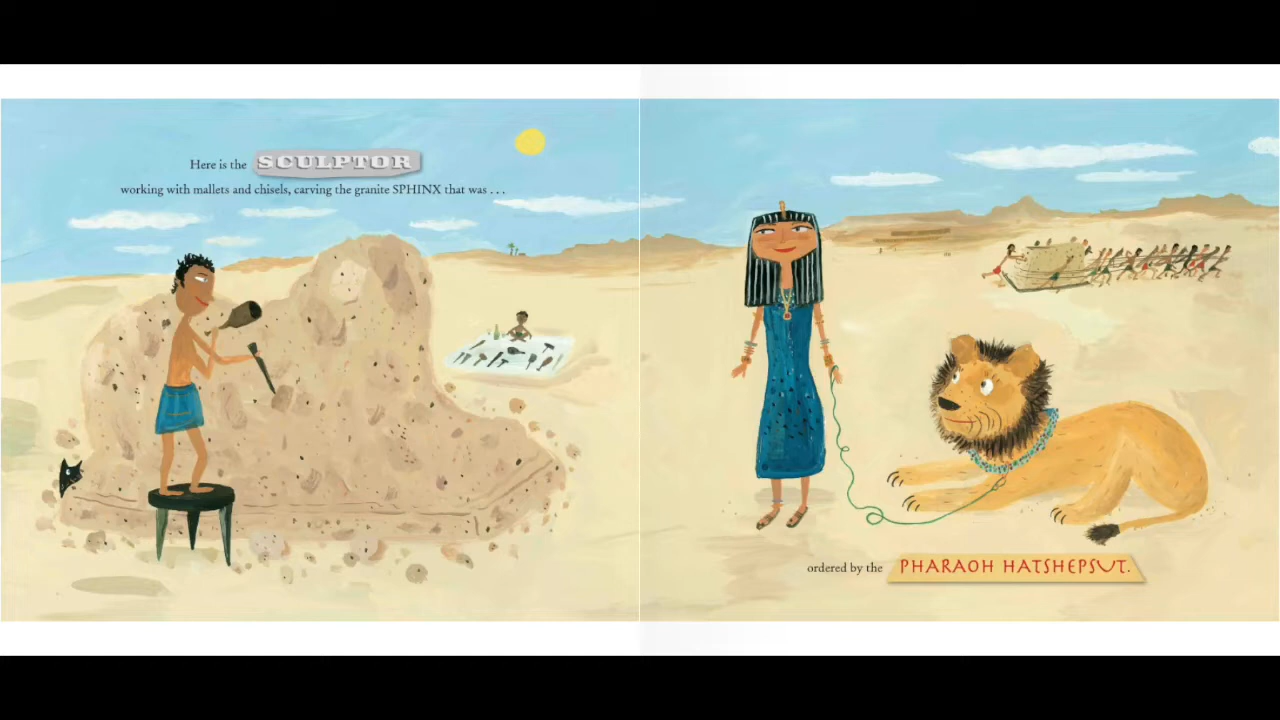 Here is the SCULPTOR
working with mallets and chisels, carving the granite SPHINX that was . . .
ordered by the PHARAOH HATSHEPSUT.